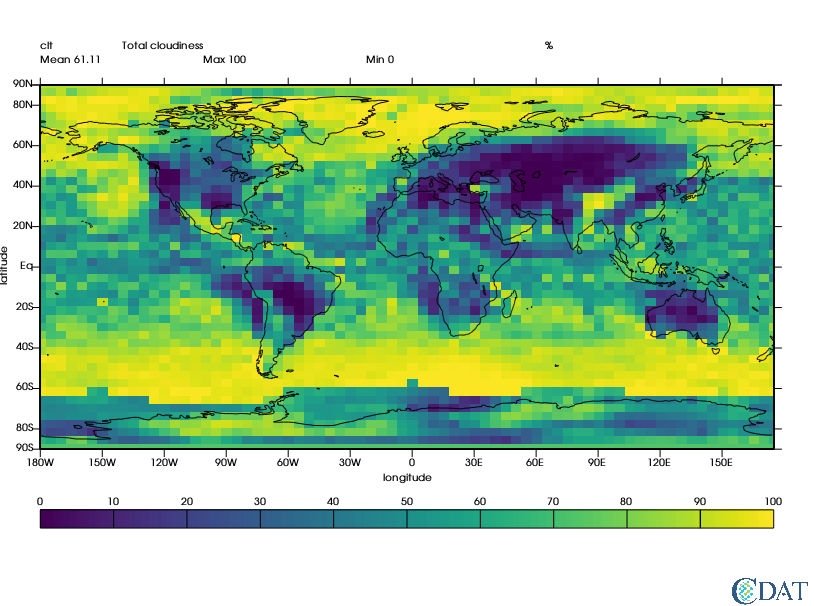 clt Total cloudiness %
Mean 61.11 Max 100 Min 0
90N
80N
60N
40N
20N
Eq
20S
40S
60S
80S
90S
latitude
180W 150W 120W 90W 60W 30W 0 30E 60E 90E 120E 150E
longitude
0 10 20 30 40 50 60 70 80 90 100
CDAT